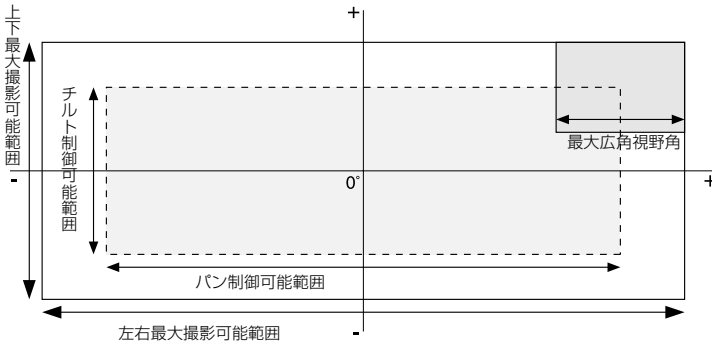 上下最大撮影可能範囲
チルト制御可能範囲
+
最大広角視野角
-
0°
+
パン制御可能範囲
左右最大撮影可能範囲
-